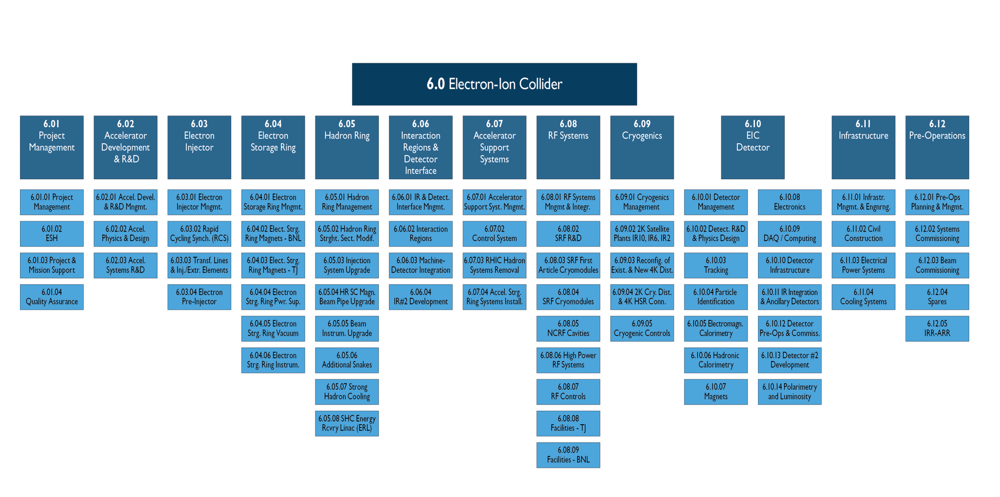 6.0 Electron-Ion Collider
6.01
Project
Management
6.01.01 Project
Management
6.01.02
ESH
6.01.03 Project &
Mission Support
6.01.04
Quality Assurance
6.02
Accelerator
Development
& R&D
6.02.01 Accel. Devel.
& R&D Mngmt.
6.02.02 Accel.
Physics & Design
6.02.03 Accel.
Systems R&D
6.03
Electron
Injector
6.03.01 Electron
Injector Mngmt.
6.03.02 Rapid
Cycling Synch. (RCS)
6.03.03 Transf. Lines
& Inj./Extr. Elements
6.03.04 Electron
Pre-Injector
6.04
Electron
Storage Ring
6.04.01 Electron
Storage Ring Mngmt.
6.04.02 Elect. Strg.
Ring Magnets - BNL
6.04.03 Elect. Strg.
Ring Magnets - TJ
6.04.04 Electron
Strg. Ring Pwr. Sup.
6.04.05 Electron
Strg. Ring Vacuum
6.04.06 Electron
Strg. Ring Instrum.
6.05
Hadron Ring
6.05.01 Hadron
Ring Management
6.05.02 Hadron Ring
Strght. Sect. Modif.
6.05.03 Injection
System Upgrade
6.05.04 HR SC Magn.
Beam Pipe Upgrade
6.05.05 Beam
Instrum. Upgrade
6.05.06
Additional Snakes
6.05.07 Strong
Hadron Cooling
6.05.08 SHC Energy
Rcvry Linac (ERL)
6.06
Interaction
Regions &
Detector
Interface
6.06.01 IR & Detect.
Interface Mngmt.
6.06.02 Interaction
Regions
6.06.03 Machine-
Detector Integration
6.06.04
IR#2 Development
6.07
Accelerator
Support
Systems
6.07.01 Accelerator
Support Syst. Mngmt.
6.07.02
Control System
6.07.03 RHIC Hadron
Systems Removal
6.07.04 Accel. Strg.
Ring Systems Install.
6.08
RF Systems
6.08.01 RF Systems
Mngmt & Integr.
6.08.02
SRF R&D
6.08.03 SRF First
Article Cryomodules
6.08.04
SRF Cryomodules
6.08.05
NCRF Cavities
6.08.06 High Power
RF Systems
6.08.07
RF Controls
6.08.08
Facilities - TJ
6.08.09
Facilities - BNL
6.09
Cryogenics
6.09.01 Cryogenics
Management
6.09.02 2K Satellite
Plants IR10, IR6, IR2
6.09.03 Reconfig. of
Exist. & New 4K Dist.
6.09.04 2K Cry. Dist.
& 4K HSR Conn.
6.09.05
Cryogenic Controls
6.10
EIC
Detector
6.10.01 Detector
Management
6.10.02 Detect. R&D
& Physics Design
6.10.03
Tracking
6.10.04 Particle
Identification
6.10.05 Electromagn.
Calorimetry
6.10.06 Hadronic
Calorimetry
6.10.07
Magnets
6.10.08
Electronics
6.10.09
DAQ / Computing
6.10.10 Detector
Infrastructure
6.10.11 IR Integration
& Ancillary Detectors
6.10.12 Detector
Pre-Ops & Commiss.
6.10.13 Detector #2
Development
6.10.14 Polarimetry
and Luminosity
6.11
Infrastructure
6.11.01 Infrastr.
Mngmt. & Engnrng.
6.11.02 Civil
Construction
6.11.03 Electrical
Power Systems
6.11.04
Cooling Systems
6.12
Pre-Operations
6.12.01 Pre-Ops
Planning & Mngmt.
6.12.02 Systems
Commissioning
6.12.03 Beam
Commissioning
6.12.04
Spares
6.12.05
IRR-ARR